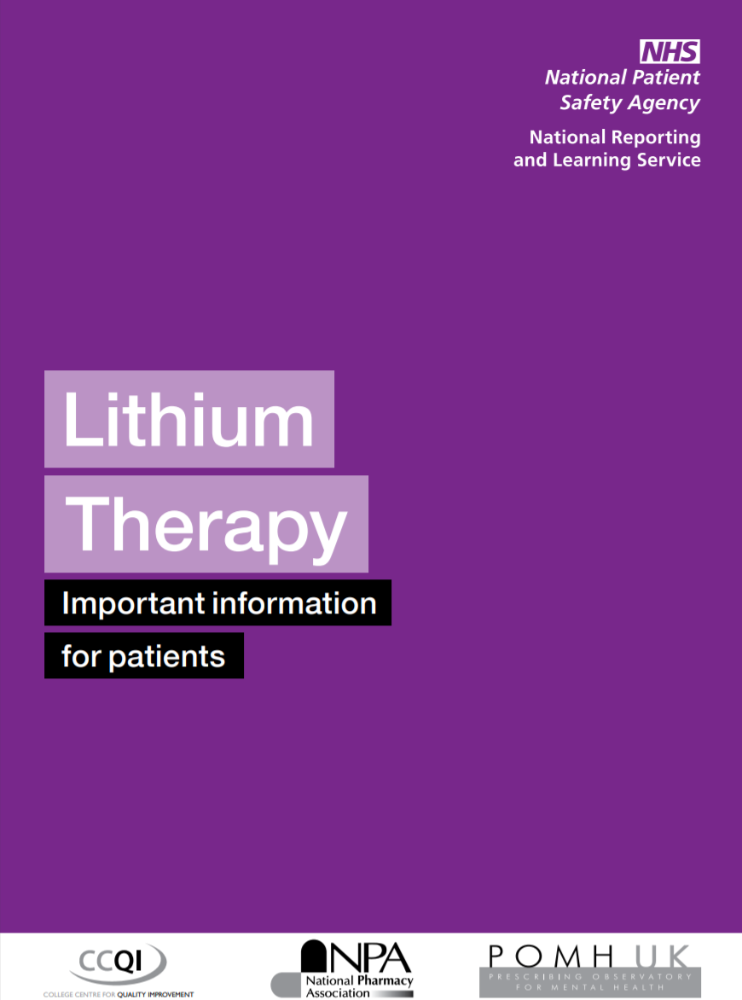 NHS
National Patient
Safety Agency
National Reporting
and Learning Service
Lithium
Therapy
Important information
for patients
CCQI
COLLEGE CENTRE FOR QUALITY IMPROVEMENT
NPA
National Pharmacy
Association
POMH UK
PRESCRIBING OBSERVATORY
FOR MENTAL HEALTH